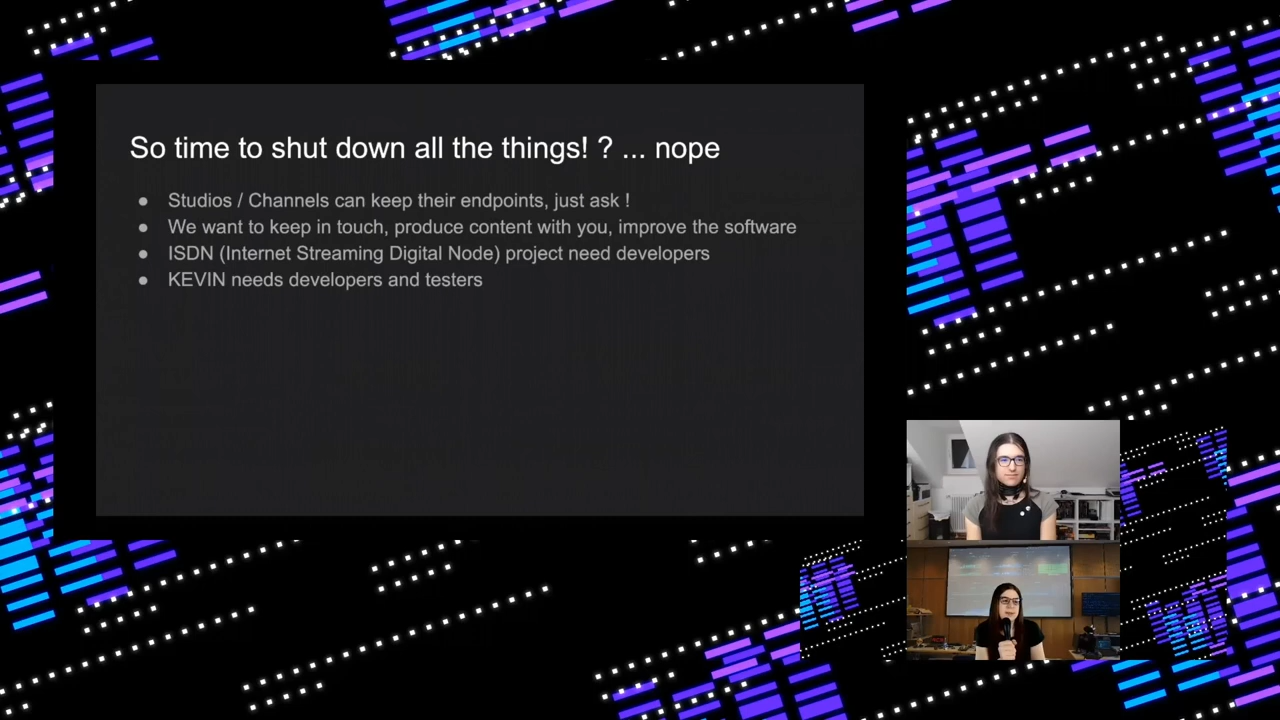 So time to shut down all the things! ? ... nope
● Studios / Channels can keep their endpoints, just ask !
● We want to keep in touch, produce content with you, improve the software
● ISDN (Internet Streaming Digital Node) project need developers
● KEVIN needs developers and testers